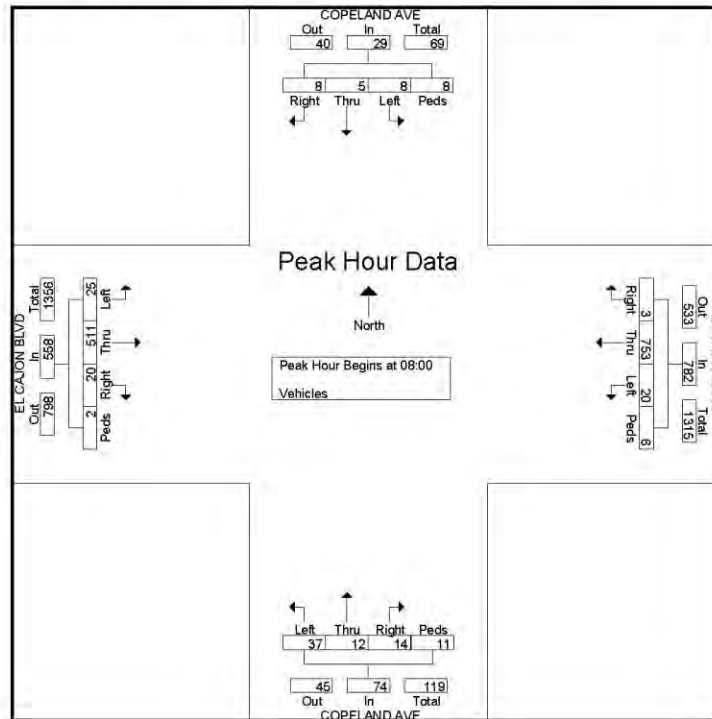 COPELAND AVE
Out In Total
40 29 69
8 5 8 8
Right Thru Left Peds
Peak Hour Data
North
Peak Hour Begins at 08:00
Vehicles
EL CAJON BLVD
Total In Out
1356 558 798
25 511 20 2
Left Thru Right Peds
Right Thru Left Peds
3 753 20 6
Out In Total
533 782 1315
Left Thru Right Peds
37 12 14 11
45 74 119
Out In Total
COPELAND AVE